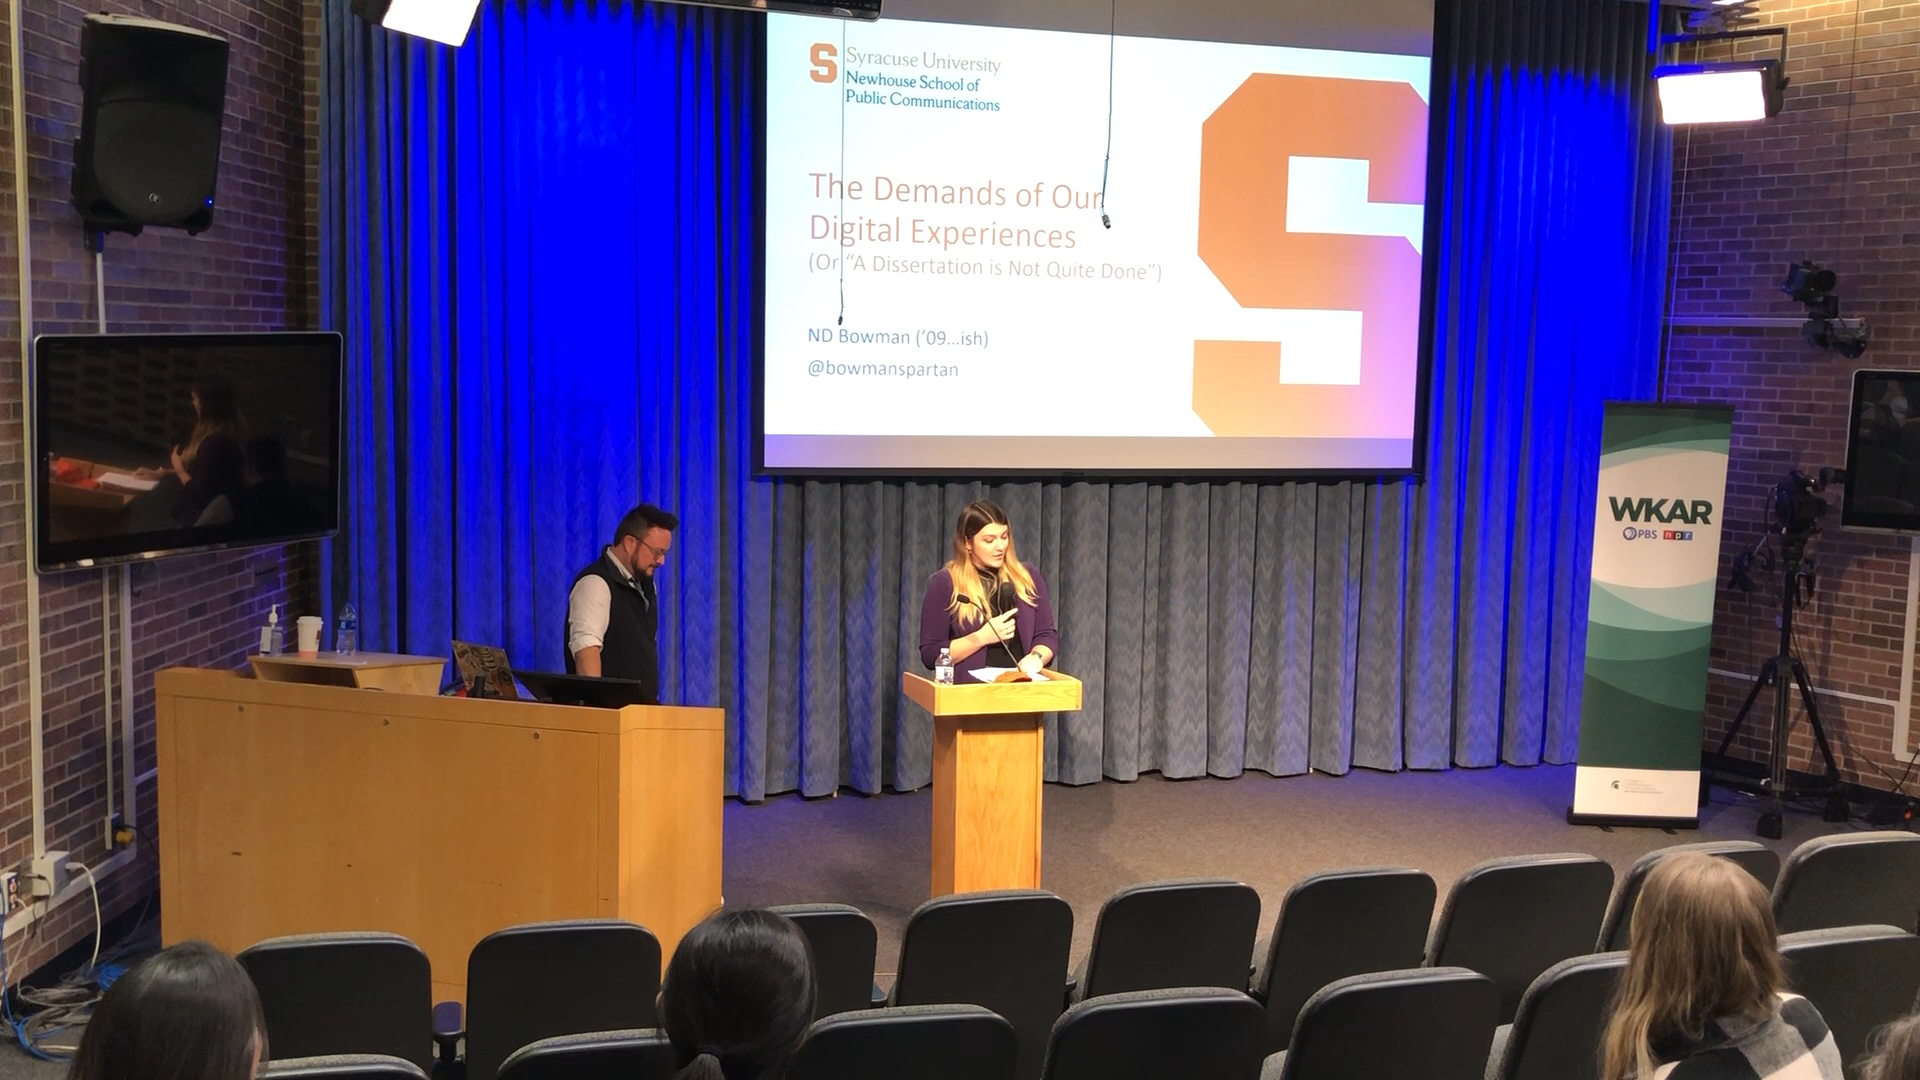 S
Syracuse University
Newhouse School of
Public Communications
The Demands of Our
Digital Experiences
(Or “A Dissertation is Not Quite Done”)
ND Bowman (’09...ish)
@bowmanspartan
WKAR
PBS npr